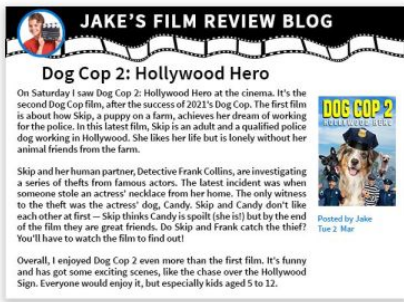 JAKE'S FILM REVIEW BLOG
Dog Cop 2: Hollywood Hero
On Saturday I saw Dog Cop 2: Hollywood Hero at the cinema. It's the
second Dog Cop film, after the success of 2021's Dog Cop. The first film
is about how Skip, a puppy on a farm, achieves her dream of working
for the police. In this latest film, Skip is an adult and a qualified police
dog working in Hollywood. She likes her life but is lonely without her
animal friends from the farm.
Skip and her human partner, Detective Frank Collins, are investigating
a series of thefts from famous actors. The latest incident was when
someone stole an actress' necklace from her home. The only witness
to the theft was the actress' dog, Candy. Skip and Candy don't like
each other at first — Skip thinks Candy is spoilt (she is!) but by the end
of the film they are great friends. Do Skip and Frank catch the thief?
You'll have to watch the film to find out!
Overall, I enjoyed Dog Cop 2 even more than the first film. It's funny
and has got some exciting scenes, like the chase over the Hollywood
Sign. Everyone would enjoy it, but especially kids aged 5 to 12.
DOG COP 2
HOLLYWOOD HERO
Posted by Jake
Tue 2 Mar